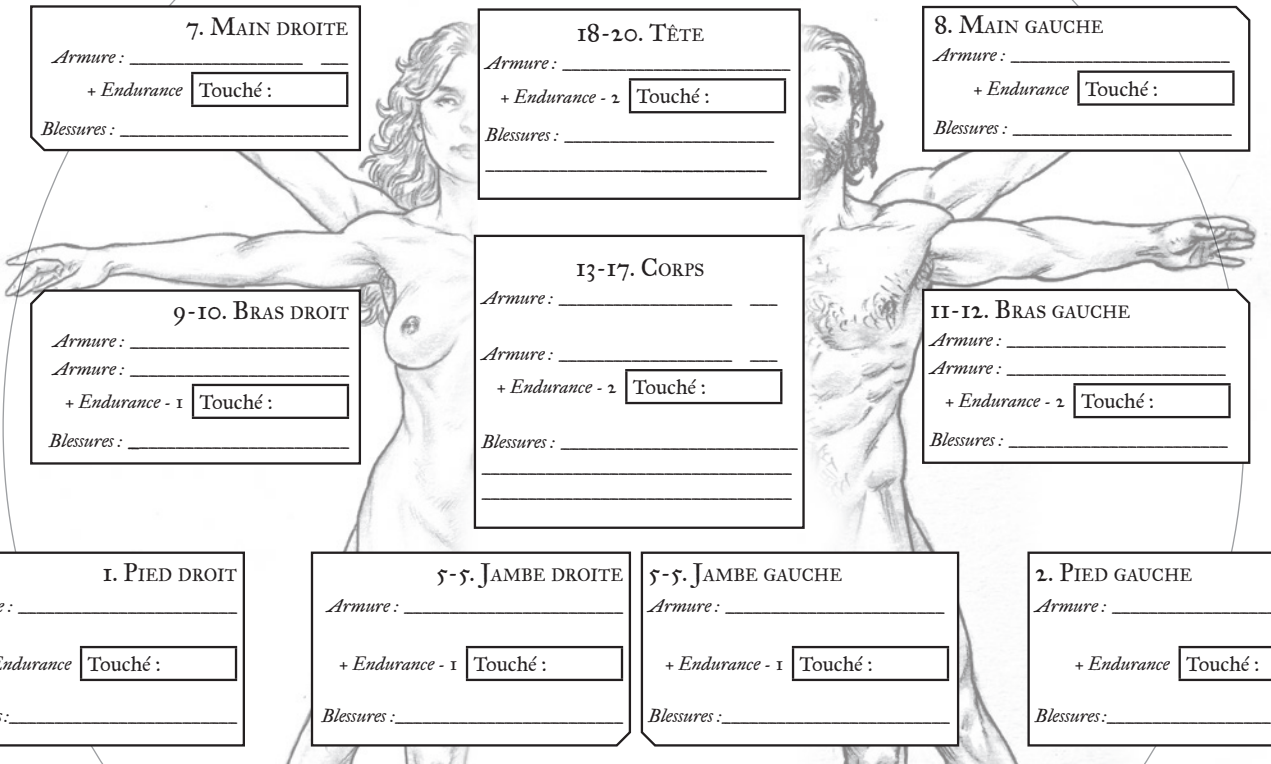 7. Main droite
Armure :
+ Endurance Touché :
Blessures :
18-20. Tête
Armure :
+ Endurance - 2 Touché :
Blessures :
8. Main gauche
Armure :
+ Endurance Touché :
Blessures :
9-10. Bras droit
Armure :
Armure :
+ Endurance - 1 Touché :
Blessures :
13-17. Corps
Armure :
Armure :
+ Endurance - 2 Touché :
Blessures :
11-12. Bras gauche
Armure :
Armure :
+ Endurance - 2 Touché :
Blessures :
1. Pied droit
e :
Endurance Touché :
s :
5-5. Jambe droite
Armure :
+ Endurance - 1 Touché :
Blessures :
5-5. Jambe gauche
Armure :
+ Endurance - 1 Touché :
Blessures :
2. Pied gauche
Armure :
+ Endurance Touché :
Blessures :